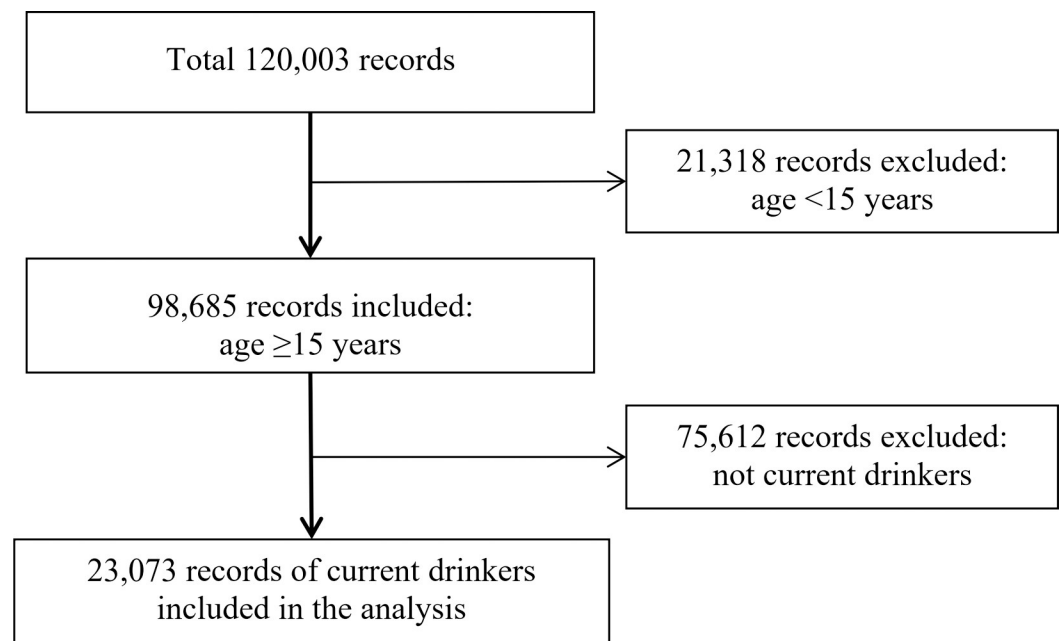 Total 120,003 records
21,318 records excluded:
age <15 years
98,685 records included:
age ≥15 years
75,612 records excluded:
not current drinkers
23,073 records of current drinkers
included in the analysis